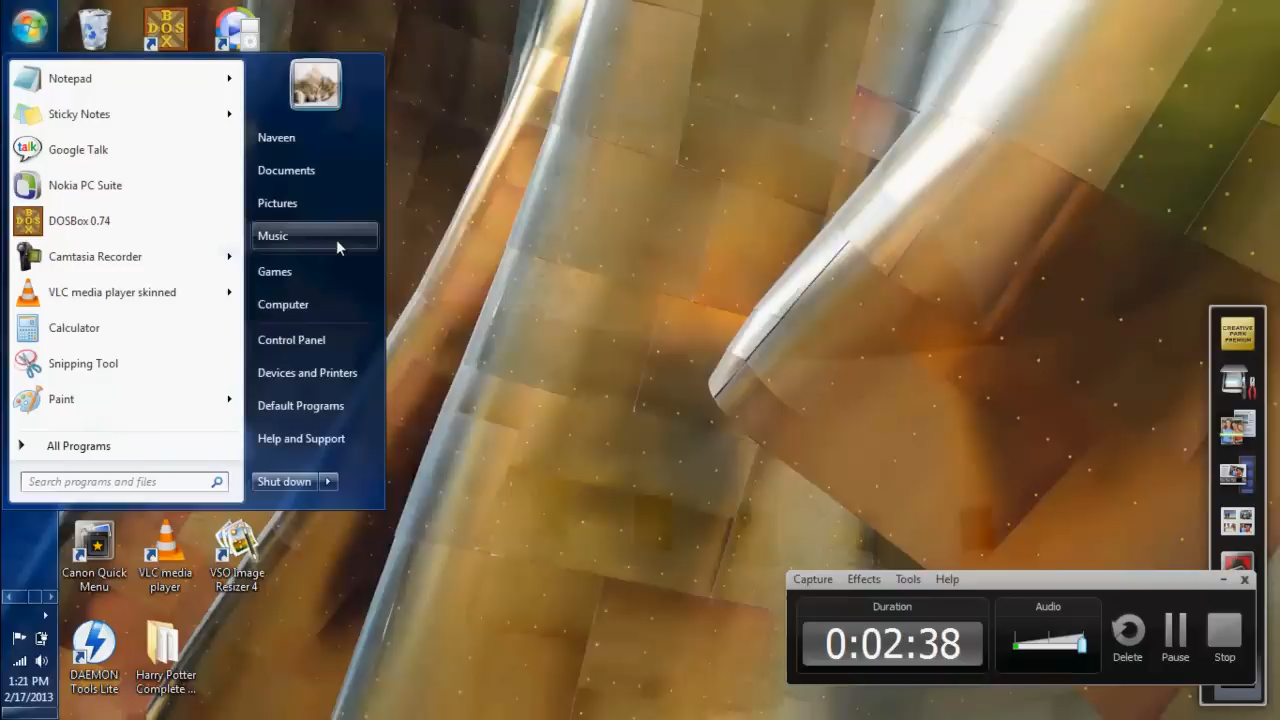 Notepad
Sticky Notes
talk
Google Talk
Nokia PC Suite
DOSBox 0.74
Camtasia Recorder
VLC media player skinned
Calculator
Snipping Tool
Paint
All Programs
Search programs and files
Naveen
Documents
Pictures
Music
Games
Computer
Control Panel
Devices and Printers
Default Programs
Help and Support
Shut down
Canon Quick
Menu
VLC media
player
VSO Image
Resizer 4
DAEMON
Tools Lite
Harry Potter
Complete ...
1:21 PM
2/17/2013
CREATIVE
PARK
PREMIUM
Capture
Effects
Tools
Help
Duration
0:02:38
Audio
Delete
Pause
Stop